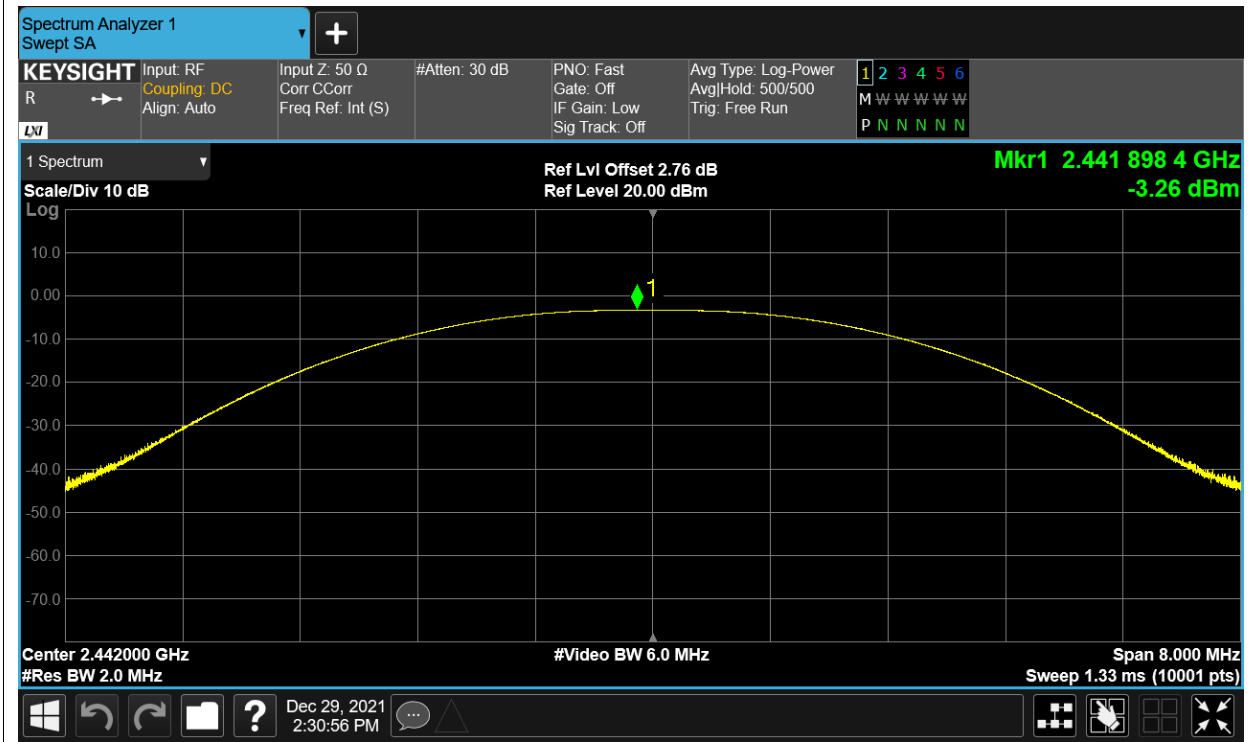 Spectrum Analyzer 1
Swept SA
KEYSIGHT
R
LXI
Input: RF
Coupling: DC
Align: Auto
Input Z: 50 Ω
Corr CCorr
Freq Ref: Int (S)
#Atten: 30 dB
PNO: Fast
Gate: Off
IF Gain: Low
Sig Track: Off
Avg Type: Log-Power
Avg|Hold: 500/500
Trig: Free Run
1 2 3 4 5 6
M W W W W W
P N N N N N
1 Spectrum
Scale/Div 10 dB
Log
Ref Lvl Offset 2.76 dB
Ref Level 20.00 dBm
Mkr1 2.441 898 4 GHz
-3.26 dBm
10.0
0.00
-10.0
-20.0
-30.0
-40.0
-50.0
-60.0
-70.0
1
Center 2.442000 GHz
#Res BW 2.0 MHz
#Video BW 6.0 MHz
Span 8.000 MHz
Sweep 1.33 ms (10001 pts)
?
Dec 29, 2021
2:30:56 PM